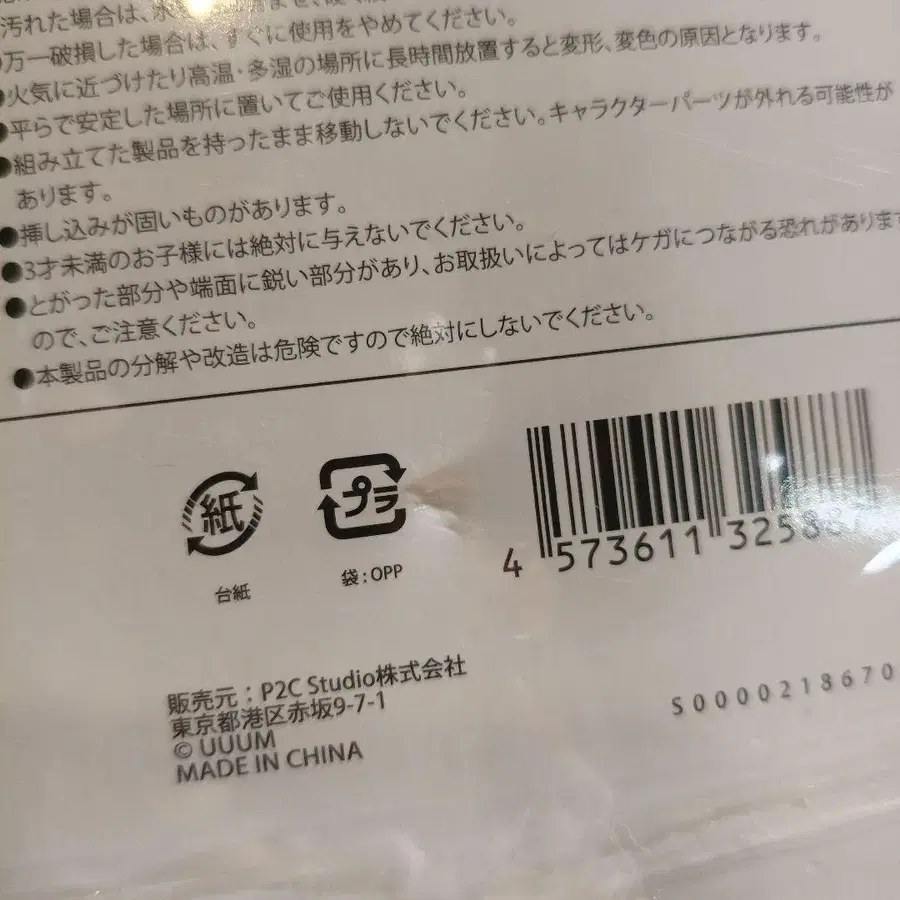 汚れた場合は、水
万一破損した場合は、すぐに使用をやめてください。
●火気に近づけたり高温・多湿の場所に長時間放置すると変形、変色の原因となります。
●平らで安定した場所に置いてご使用ください。
●組み立てた製品を持ったまま移動しないでください。キャラクターパーツが外れる可能性が
あります。
●挿し込みが固いものがあります。
●3才未満のお子様には絶対に与えないでください。
●とがった部分や端面に鋭い部分があり、お取扱いによってはケガにつながる恐れがあります
ので、ご注意ください。
●本製品の分解や改造は危険ですので絶対にしないでください。
紙
台紙
プラ
袋:OPP
4 573611 325887
販売元:P2C Studio株式会社
東京都港区赤坂9-7-1
© UUUM
MADE IN CHINA
S0000218670